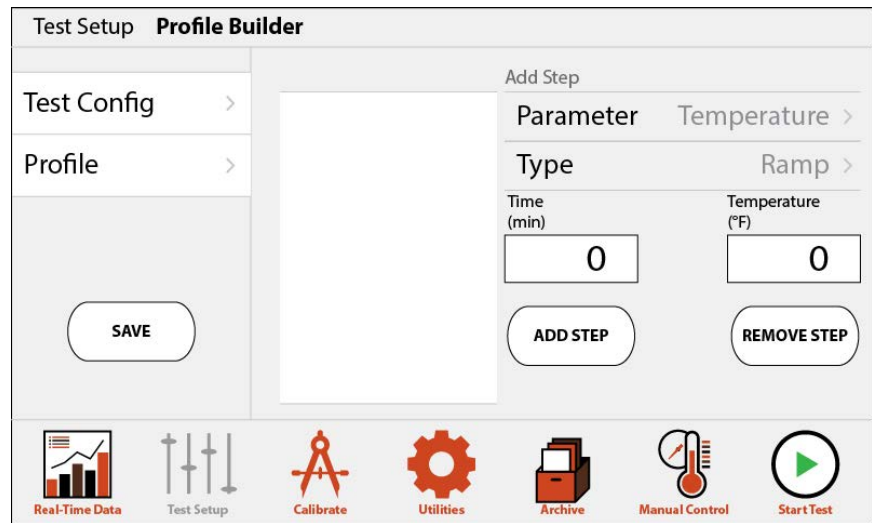 Test Setup Profile Builder
Test Config
Profile
SAVE
Add Step
Parameter Temperature
Type Ramp
Time
(min)
Temperature
(°F)
0
0
ADD STEP
REMOVE STEP
Real-Time Data
Test Setup
Calibrate
Utilities
Archive
Manual Control
Start Test